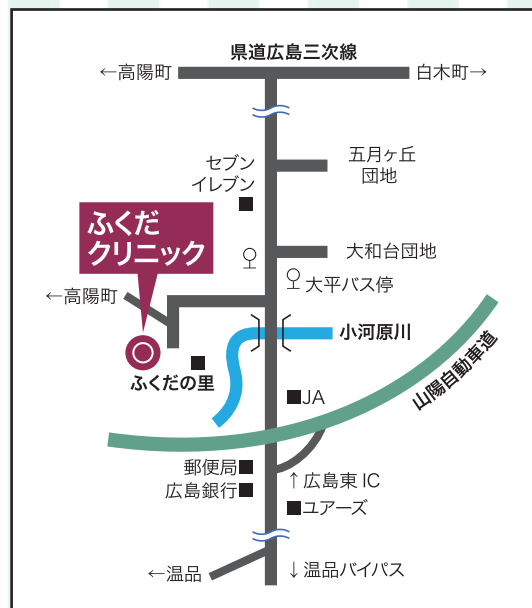 県道広島三次線
←高陽町
白木町→
セブン
イレブン
五月ヶ丘
団地
ふくだ
クリニック
大和台団地
大平バス停
←高陽町
小河原川
ふくだの里
山陽自動車道
JA
郵便局
広島銀行
↑広島東 IC
ユアーズ
←温品
↓温品バイパス